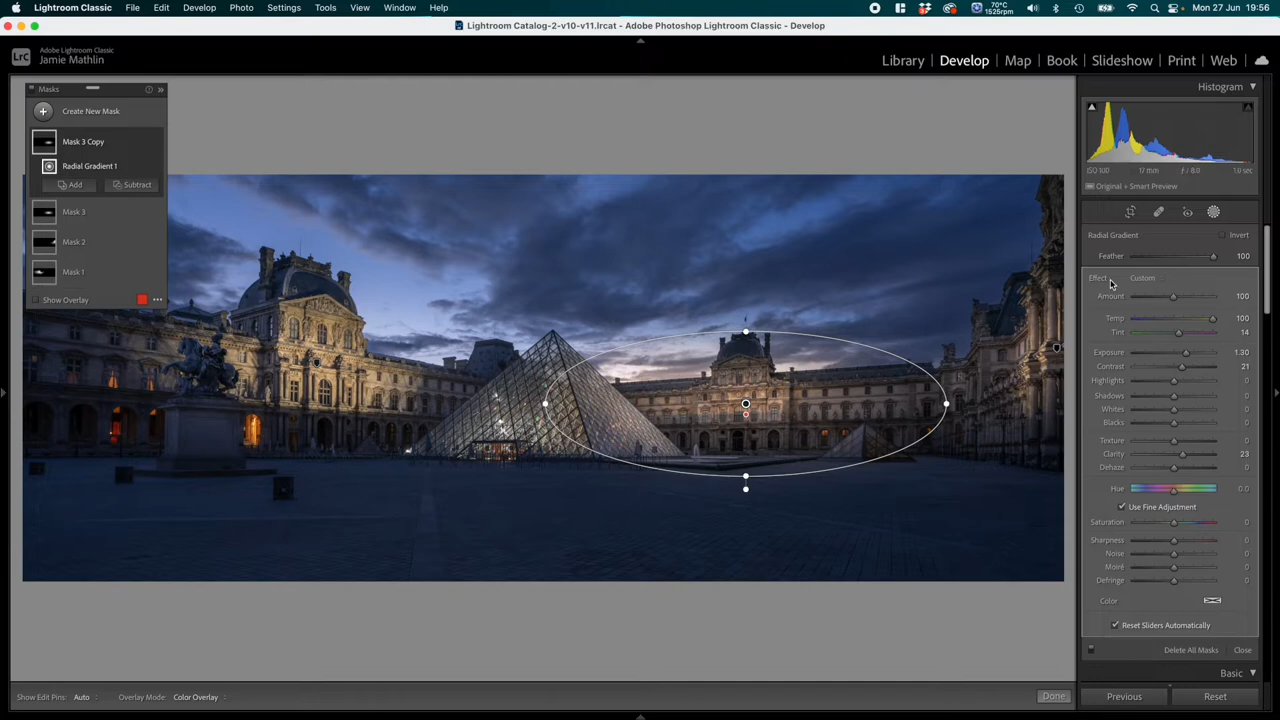 Lightroom Classic File Edit Develop Photo Settings Tools View Window Help 70°C 1525rpm Mon 27 Jun 19:56
Lightroom Catalog-2-v10-v11.lrcat - Adobe Photoshop Lightroom Classic - Develop
LrC Adobe Lightroom Classic
Jamie Mathlin
Library Develop Map Book Slideshow Print Web
Masks
Create New Mask
Mask 3 Copy
Radial Gradient 1
Add Subtract
Mask 3
Mask 2
Mask 1
Show Overlay
Histogram
ISO 100 17 mm f / 8.0 1.0 sec
Original + Smart Preview
Radial Gradient Invert
Feather 100
Effect Custom
Amount 100
Temp 100
Tint 14
Exposure 1.30
Contrast 21
Highlights 0
Shadows 0
Whites 0
Blacks 0
Texture 0
Clarity 23
Dehaze 0
Hue 0.0
Use Fine Adjustment
Saturation 0
Sharpness 0
Noise 0
Moiré 0
Defringe 0
Color
Reset Sliders Automatically
Delete All Masks Close
Basic
Show Edit Pins: Auto Overlay Mode: Color Overlay Done
Previous Reset